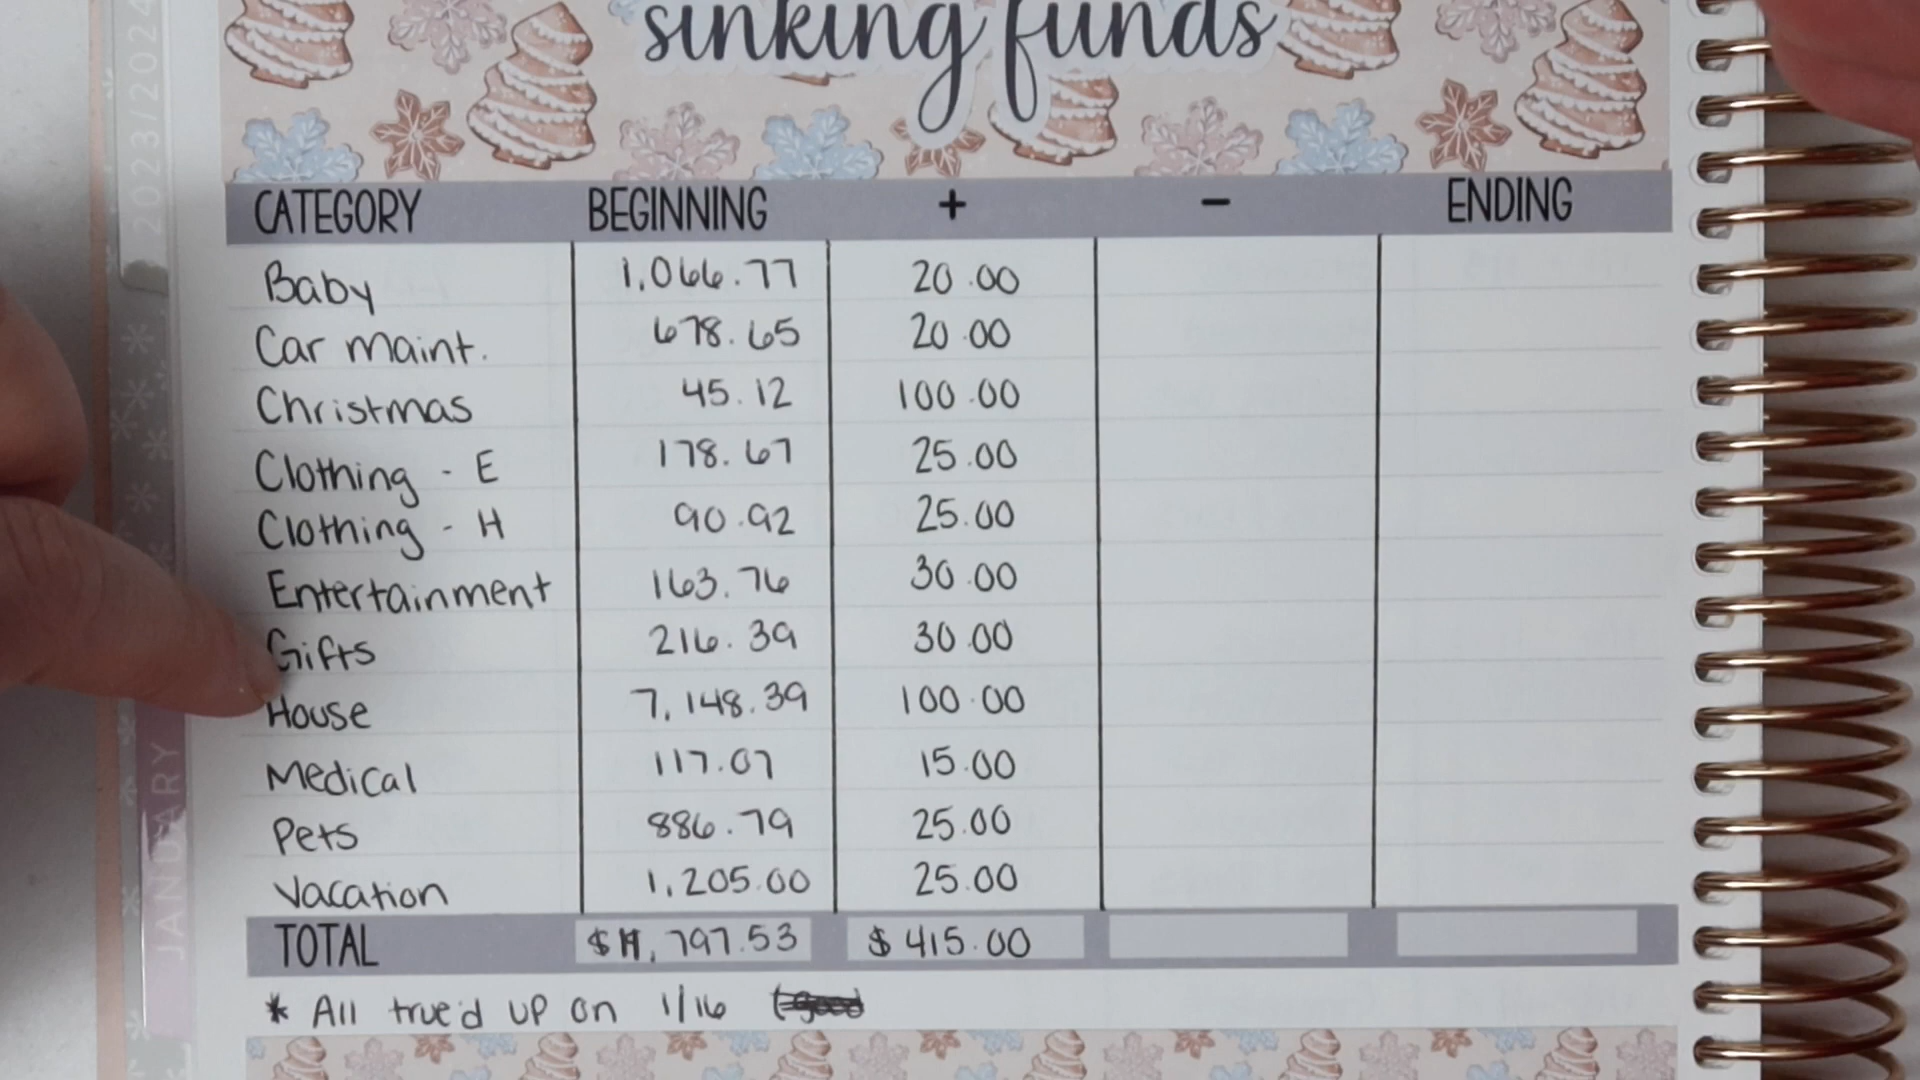 2023/2024
sinking funds
CATEGORY BEGINNING + - ENDING
Baby 1,066.77 20.00
Car Maint. 678.65 20.00
Christmas 45.12 100.00
Clothing - E 178.67 25.00
Clothing - H 90.92 25.00
Entertainment 163.76 30.00
Gifts 216.39 30.00
House 7,148.39 100.00
Medical 117.07 15.00
Pets 886.79 25.00
Vacation 1,205.00 25.00
TOTAL $11,797.53 $415.00
* All true'd up on 1/16
JANUARY